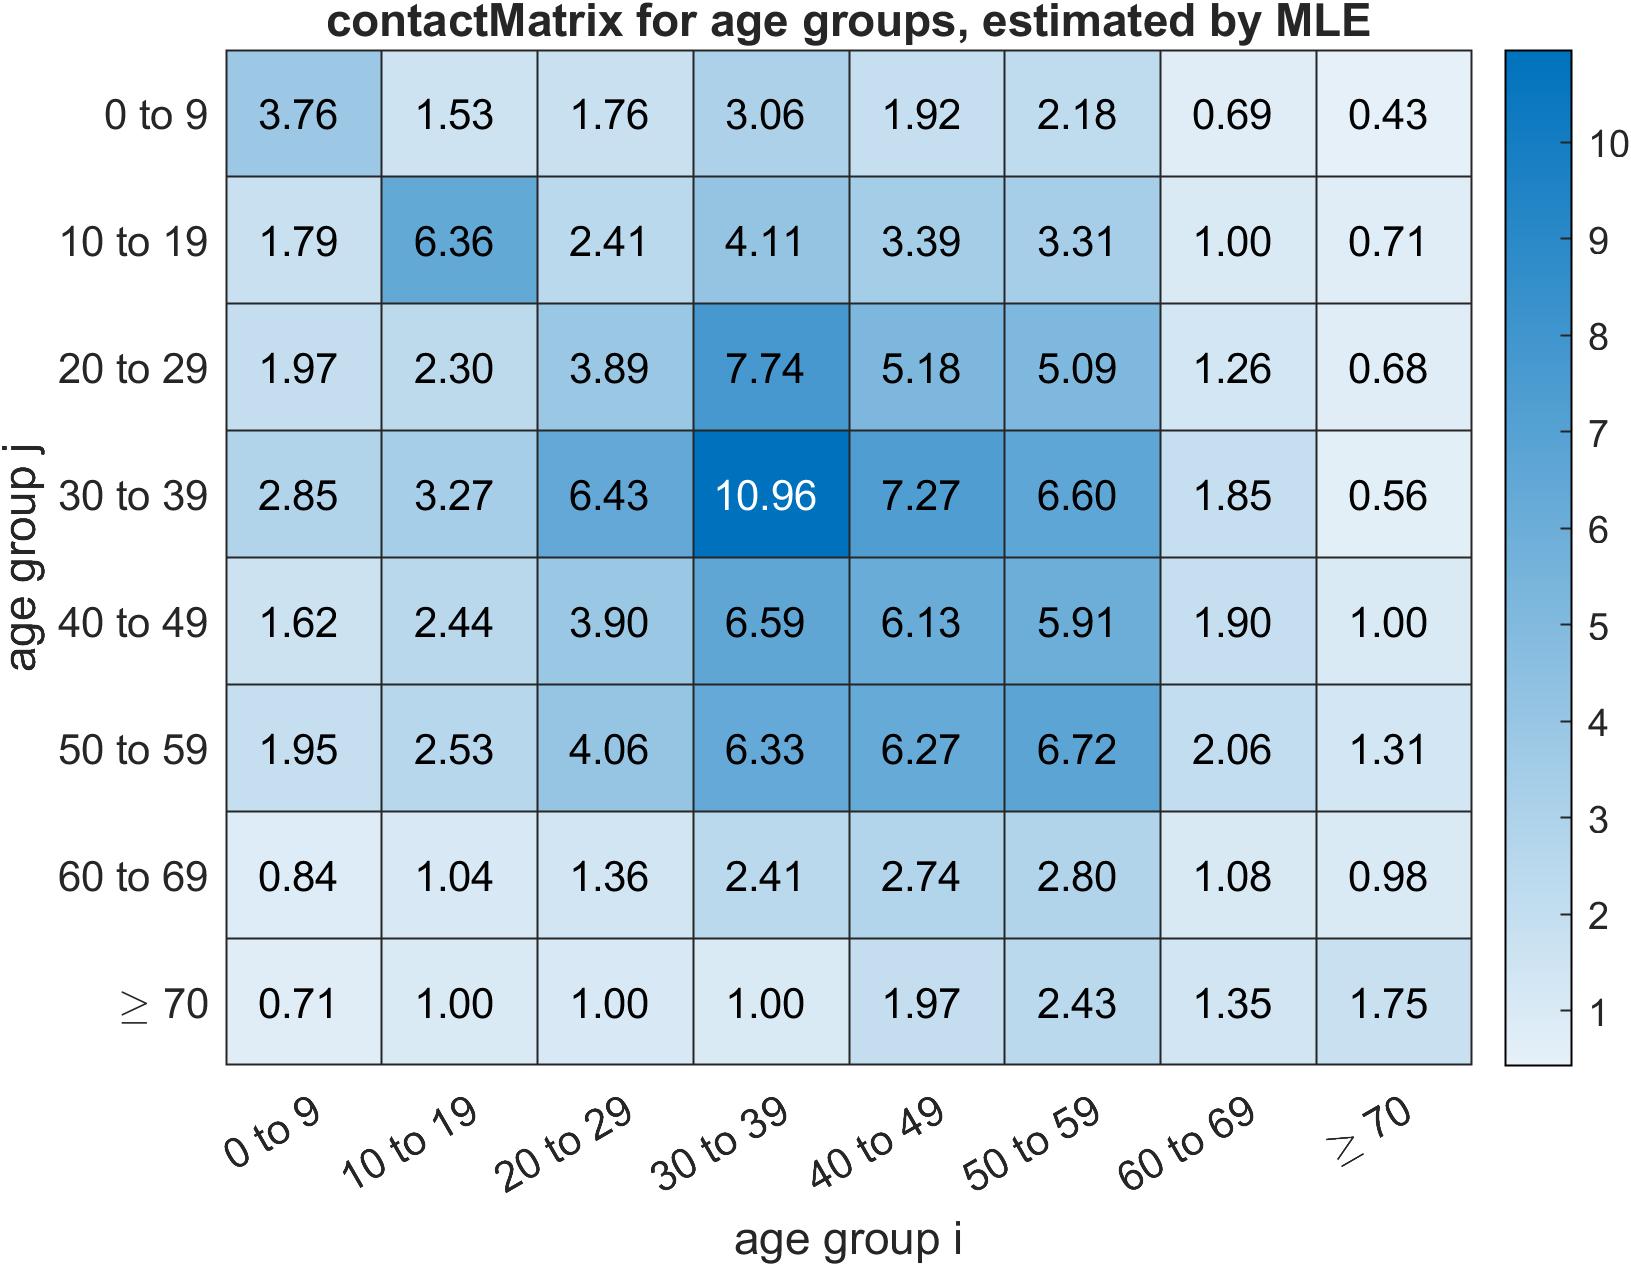 contactMatrix for age groups, estimated by MLE
0 to 9 3.76 1.53 1.76 3.06 1.92 2.18 0.69 0.43
10 to 19 1.79 6.36 2.41 4.11 3.39 3.31 1.00 0.71
20 to 29 1.97 2.30 3.89 7.74 5.18 5.09 1.26 0.68
30 to 39 2.85 3.27 6.43 10.96 7.27 6.60 1.85 0.56
40 to 49 1.62 2.44 3.90 6.59 6.13 5.91 1.90 1.00
50 to 59 1.95 2.53 4.06 6.33 6.27 6.72 2.06 1.31
60 to 69 0.84 1.04 1.36 2.41 2.74 2.80 1.08 0.98
≥ 70 0.71 1.00 1.00 1.00 1.97 2.43 1.35 1.75
0 to 9 10 to 19 20 to 29 30 to 39 40 to 49 50 to 59 60 to 69 ≥ 70
age group i
age group j
10
9
8
7
6
5
4
3
2
1